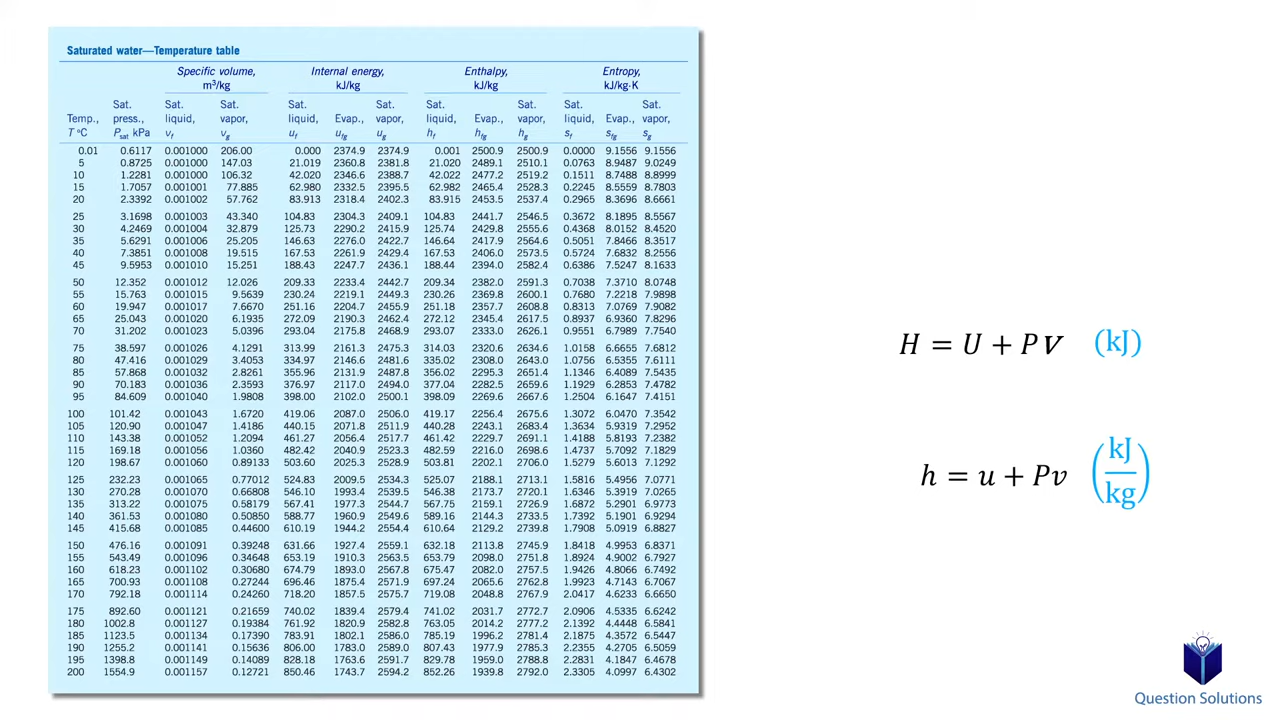 Saturated water—Temperature table
Specific volume, Internal energy, Enthalpy, Entropy,
m³/kg kJ/kg kJ/kg kJ/kg·K
Sat. Sat. Sat. Sat. Sat. Sat. Sat. Sat. Sat.
Temp., press., liquid, vapor, liquid, Evap., vapor, liquid, Evap., vapor, liquid, Evap., vapor,
T °C Psat kPa vf vg uf ufg ug hf hfg hg sf sfg sg
0.01 0.6117 0.001000 206.00 0.000 2374.9 2374.9 0.001 2500.9 2500.9 0.0000 9.1556 9.1556
5 0.8725 0.001000 147.03 21.019 2360.8 2381.8 21.020 2489.1 2510.1 0.0763 8.9487 9.0249
10 1.2281 0.001000 106.32 42.020 2346.6 2388.7 42.022 2477.2 2519.2 0.1511 8.7488 8.8999
15 1.7057 0.001001 77.885 62.980 2332.5 2395.5 62.982 2465.4 2528.3 0.2245 8.5559 8.7803
20 2.3392 0.001002 57.762 83.913 2318.4 2402.3 83.915 2453.5 2537.4 0.2965 8.3696 8.6661
25 3.1698 0.001003 43.340 104.83 2304.3 2409.1 104.83 2441.7 2546.5 0.3672 8.1895 8.5567
30 4.2469 0.001004 32.879 125.73 2290.2 2415.9 125.74 2429.8 2555.6 0.4368 8.0152 8.4520
35 5.6291 0.001006 25.205 146.63 2276.0 2422.7 146.64 2417.9 2564.6 0.5051 7.8466 8.3517
40 7.3851 0.001008 19.515 167.53 2261.9 2429.4 167.53 2406.0 2573.5 0.5724 7.6832 8.2556
45 9.5953 0.001010 15.251 188.43 2247.7 2436.1 188.44 2394.0 2582.4 0.6386 7.5247 8.1633
50 12.352 0.001012 12.026 209.33 2233.4 2442.7 209.34 2382.0 2591.3 0.7038 7.3710 8.0748
55 15.763 0.001015 9.5639 230.24 2219.1 2449.3 230.26 2369.8 2600.1 0.7680 7.2218 7.9898
60 19.947 0.001017 7.6670 251.16 2204.7 2455.9 251.18 2357.7 2608.8 0.8313 7.0769 7.9082
65 25.043 0.001020 6.1935 272.09 2190.3 2462.4 272.12 2345.4 2617.5 0.8937 6.9360 7.8296
70 31.202 0.001023 5.0396 293.04 2175.8 2468.9 293.07 2333.0 2626.1 0.9551 6.7989 7.7540
75 38.597 0.001026 4.1291 313.99 2161.3 2475.3 314.03 2320.6 2634.6 1.0158 6.6655 7.6812
80 47.416 0.001029 3.4053 334.97 2146.6 2481.6 335.02 2308.0 2643.0 1.0756 6.5355 7.6111
85 57.868 0.001032 2.8261 355.96 2131.9 2487.8 356.02 2295.3 2651.4 1.1346 6.4089 7.5435
90 70.183 0.001036 2.3593 376.97 2117.0 2494.0 377.04 2282.5 2659.6 1.1929 6.2853 7.4782
95 84.609 0.001040 1.9808 398.00 2102.0 2500.1 398.09 2269.6 2667.6 1.2504 6.1647 7.4151
100 101.42 0.001043 1.6720 419.06 2087.0 2506.0 419.17 2256.4 2675.6 1.3072 6.0470 7.3542
105 120.90 0.001047 1.4186 440.15 2071.8 2511.9 440.28 2243.1 2683.4 1.3634 5.9319 7.2952
110 143.38 0.001052 1.2094 461.27 2056.4 2517.7 461.42 2229.7 2691.1 1.4188 5.8193 7.2382
115 169.18 0.001056 1.0360 482.42 2040.9 2523.3 482.59 2216.0 2698.6 1.4737 5.7092 7.1829
120 198.67 0.001060 0.89133 503.60 2025.3 2528.9 503.81 2202.1 2706.0 1.5279 5.6013 7.1292
125 232.23 0.001065 0.77012 524.83 2009.5 2534.3 525.07 2188.1 2713.1 1.5816 5.4956 7.0771
130 270.28 0.001070 0.66808 546.10 1993.4 2539.5 546.38 2173.7 2720.1 1.6346 5.3919 7.0265
135 313.22 0.001075 0.58179 567.41 1977.3 2544.7 567.75 2159.1 2726.9 1.6872 5.2901 6.9773
140 361.53 0.001080 0.50850 588.77 1960.9 2549.6 589.16 2144.3 2733.5 1.7392 5.1901 6.9294
145 415.68 0.001085 0.44600 610.19 1944.2 2554.4 610.64 2129.2 2739.8 1.7908 5.0919 6.8827
150 476.16 0.001091 0.39248 631.66 1927.4 2559.1 632.18 2113.8 2745.9 1.8418 4.9953 6.8371
155 543.49 0.001096 0.34648 653.19 1910.3 2563.5 653.79 2098.0 2751.8 1.8924 4.9002 6.7927
160 618.23 0.001102 0.30680 674.79 1893.0 2567.8 675.47 2082.0 2757.5 1.9426 4.8066 6.7492
165 700.93 0.001108 0.27244 696.46 1875.4 2571.9 697.24 2065.6 2762.8 1.9923 4.7143 6.7067
170 792.18 0.001114 0.24260 718.20 1857.5 2575.7 719.08 2048.8 2767.9 2.0417 4.6233 6.6650
175 892.60 0.001121 0.21659 740.02 1839.4 2579.4 741.02 2031.7 2772.7 2.0906 4.5335 6.6242
180 1002.8 0.001127 0.19384 761.92 1820.9 2582.8 763.05 2014.2 2777.2 2.1392 4.4448 6.5841
185 1123.5 0.001134 0.17390 783.91 1802.1 2586.0 785.19 1996.2 2781.4 2.1875 4.3572 6.5447
190 1255.2 0.001141 0.15636 806.00 1783.0 2589.0 807.43 1977.9 2785.3 2.2355 4.2705 6.5059
195 1398.8 0.001149 0.14089 828.18 1763.6 2591.7 829.78 1959.0 2788.8 2.2831 4.1847 6.4678
200 1554.9 0.001157 0.12721 850.46 1743.7 2594.2 852.26 1939.8 2792.0 2.3305 4.0997 6.4302
H = U + PV (kJ)
h = u + Pv (kJ/kg)
Question Solutions